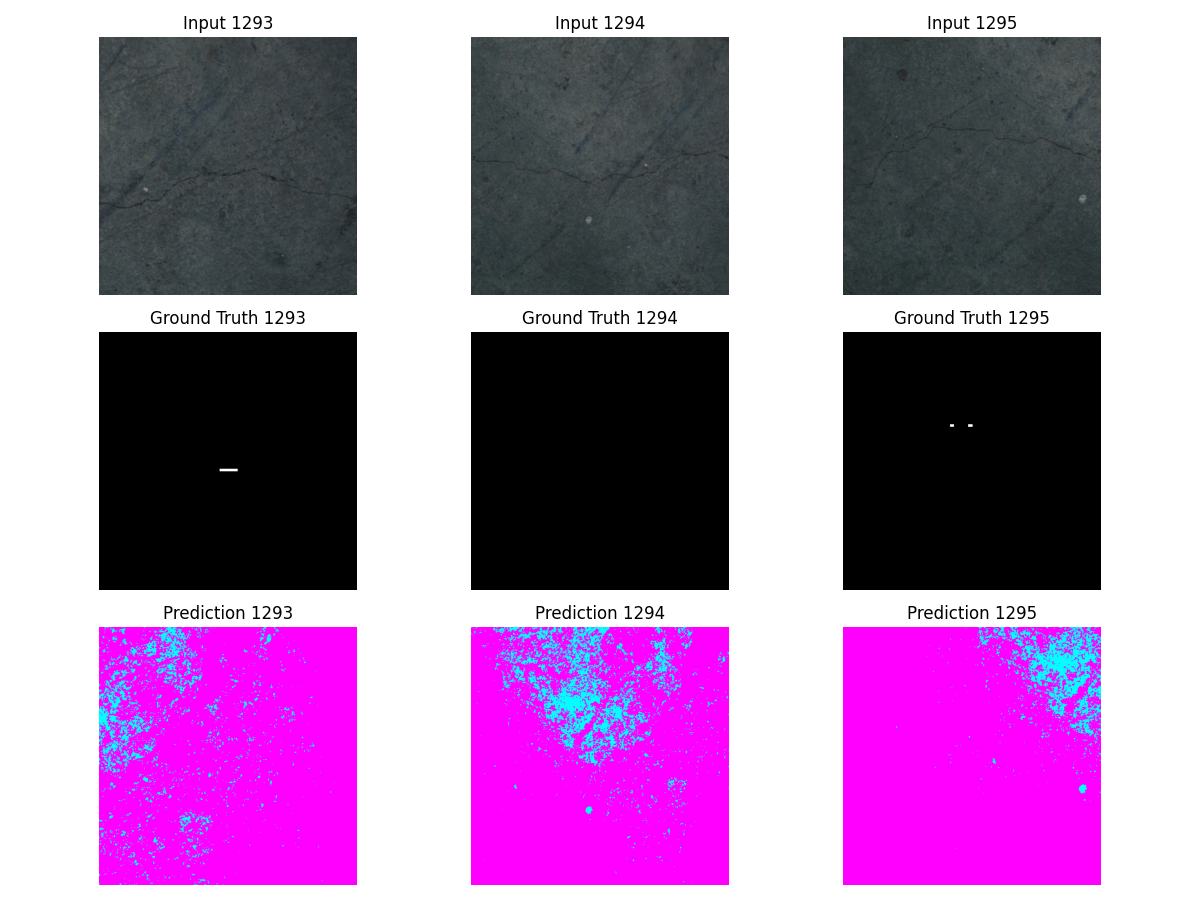 Input 1293
Input 1294
Input 1295
Ground Truth 1293
Ground Truth 1294
Ground Truth 1295
Prediction 1293
Prediction 1294
Prediction 1295